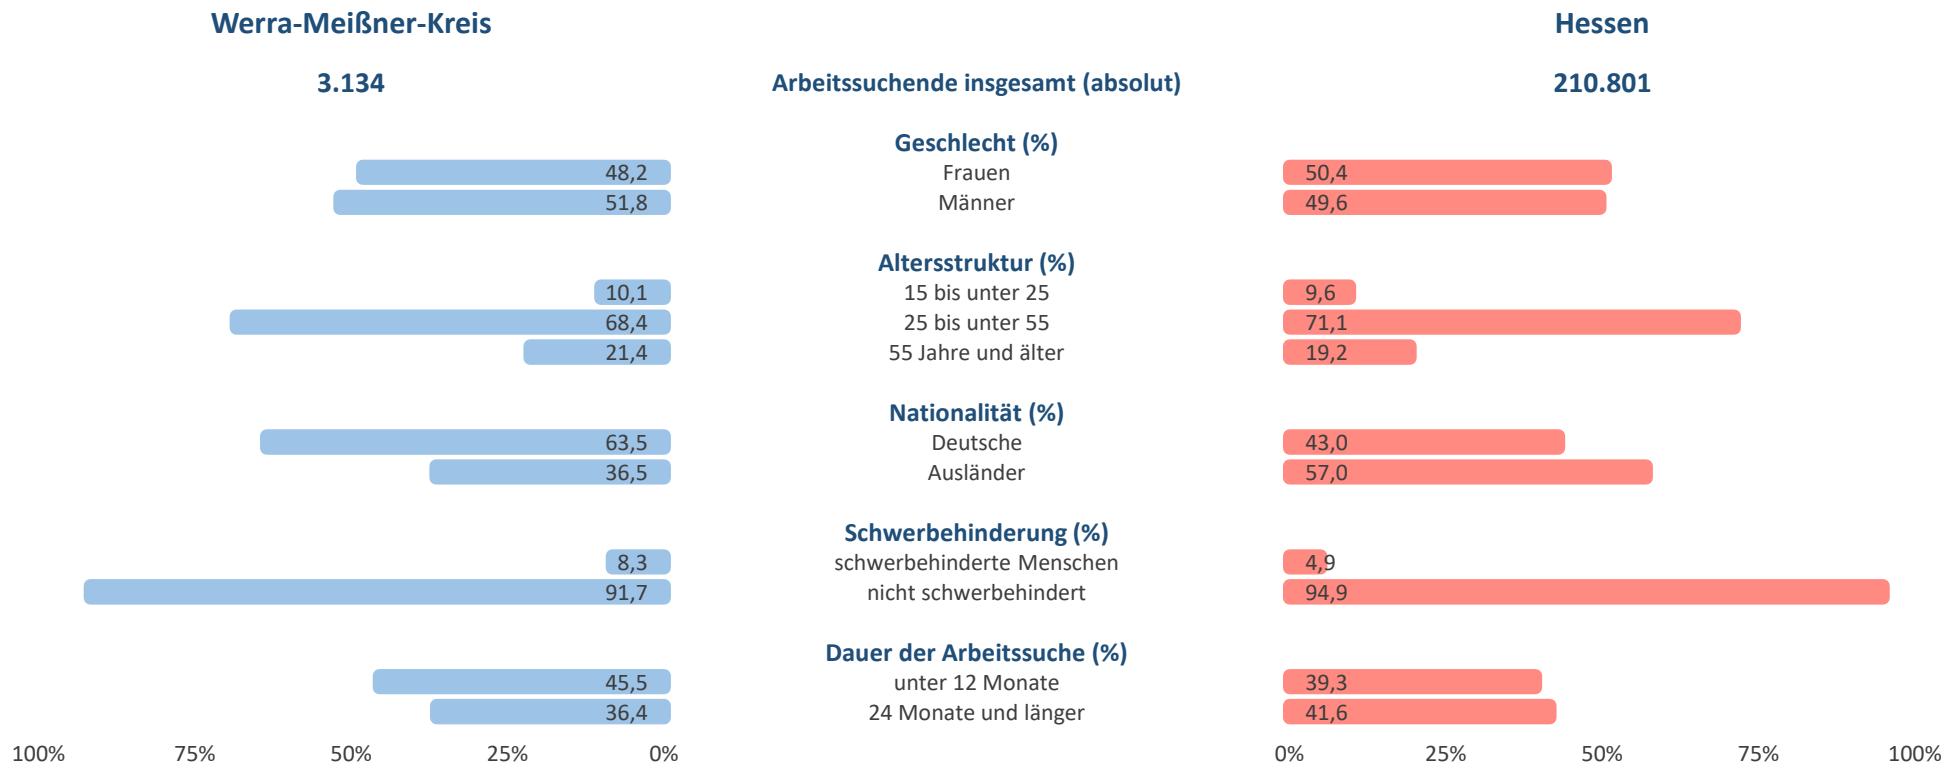 Werra-Meißner-Kreis Hessen
3.134 Arbeitssuchende insgesamt (absolut) 210.801
Geschlecht (%)
48,2 Frauen 50,4
51,8 Männer 49,6
Altersstruktur (%)
10,1 15 bis unter 25 9,6
68,4 25 bis unter 55 71,1
21,4 55 Jahre und älter 19,2
Nationalität (%)
63,5 Deutsche 43,0
36,5 Ausländer 57,0
Schwerbehinderung (%)
8,3 schwerbehinderte Menschen 4,9
91,7 nicht schwerbehindert 94,9
Dauer der Arbeitssuche (%)
45,5 unter 12 Monate 39,3
36,4 24 Monate und länger 41,6
100% 75% 50% 25% 0% 0% 25% 50% 75% 100%